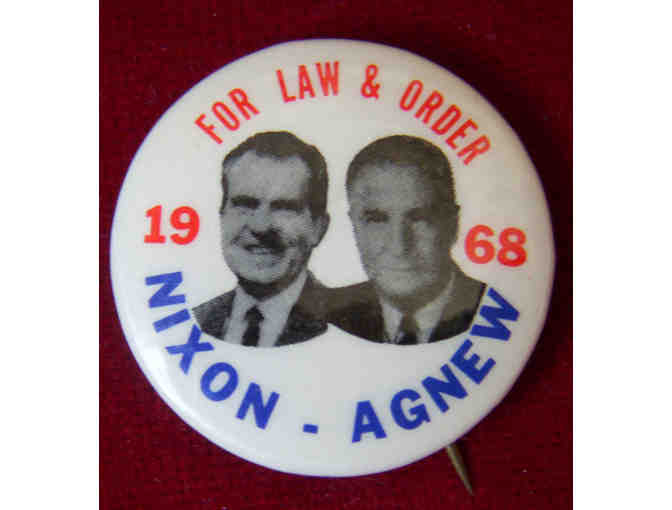 FOR LAW & ORDER
19 68
NIXON - AGNEW